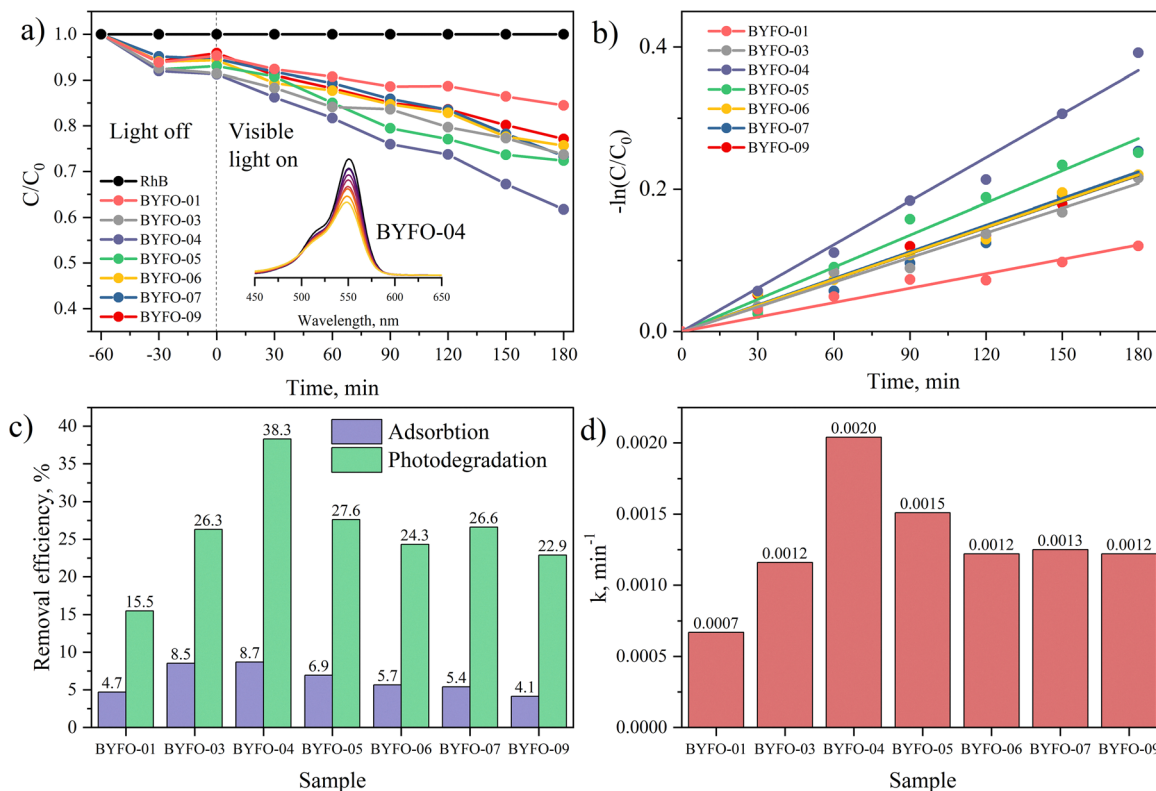 a)
1.0
0.9
0.8
0.7
0.6
0.5
0.4
C/C0
Light off
Visible
light on
RhB
BYFO-01
BYFO-03
BYFO-04
BYFO-05
BYFO-06
BYFO-07
BYFO-09
BYFO-04
450 500 550 600 650
Wavelength, nm
-60 -30 0 30 60 90 120 150 180
Time, min
b)
0.4
0.2
0.0
-ln(C/C0)
BYFO-01
BYFO-03
BYFO-04
BYFO-05
BYFO-06
BYFO-07
BYFO-09
0 30 60 90 120 150 180
Time, min
c)
40
35
30
25
20
15
10
5
0
Removal efficiency, %
Adsorbtion
Photodegradation
4.7 15.5 8.5 26.3 8.7 38.3 6.9 27.6 5.7 24.3 5.4 26.6 4.1 22.9
BYFO-01 BYFO-03 BYFO-04 BYFO-05 BYFO-06 BYFO-07 BYFO-09
Sample
d)
0.0020
0.0015
0.0010
0.0005
0.0000
k, min-1
0.0007 0.0012 0.0020 0.0015 0.0012 0.0013 0.0012
BYFO-01 BYFO-03 BYFO-04 BYFO-05 BYFO-06 BYFO-07 BYFO-09
Sample